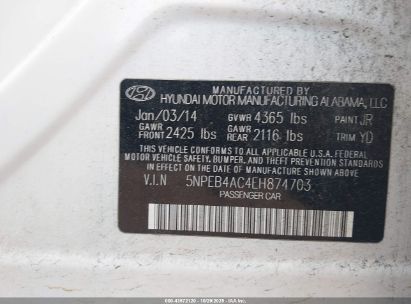 MANUFACTURED BY
HYUNDAI MOTOR MANUFACTURING ALABAMA, LLC
Jan/03/14 GVWR 4365 lbs PAINT JR
GAWR FRONT 2425 lbs GAWR REAR 2116 lbs TRIM YD
THIS VEHICLE CONFORMS TO ALL APPLICABLE U.S.A. FEDERAL
MOTOR VEHICLE SAFETY, BUMPER, AND THEFT PREVENTION STANDARDS
IN EFFECT ON THE DATE OF MANUFACTURE SHOWN ABOVE.
V.I.N 5NPEB4AC4EH874703
PASSENGER CAR